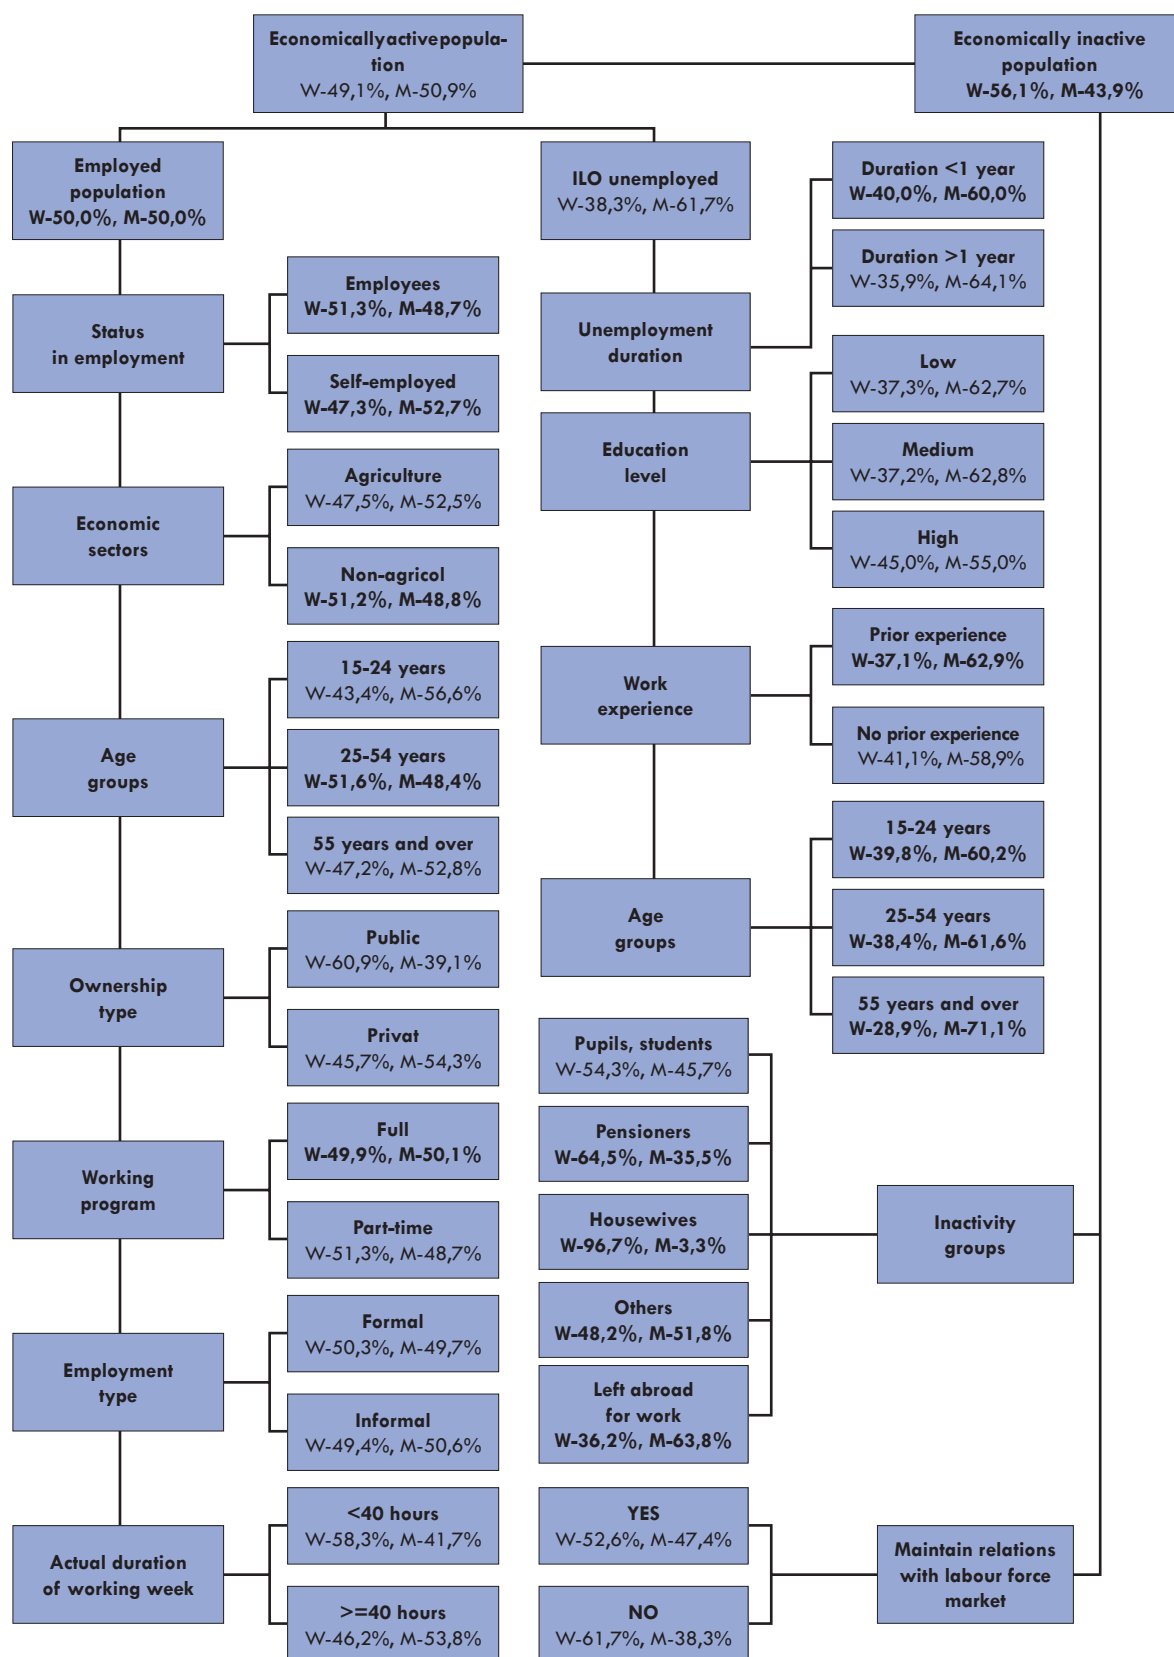 Economicallyactivepopula-
tion
W-49,1%, M-50,9%
Economically inactive
population
W-56,1%, M-43,9%
Employed
population
W-50,0%, M-50,0%
ILO unemployed
W-38,3%, M-61,7%
Duration <1 year
W-40,0%, M-60,0%
Duration >1 year
W-35,9%, M-64,1%
Status
in employment
Employees
W-51,3%, M-48,7%
Self-employed
W-47,3%, M-52,7%
Unemployment
duration
Low
W-37,3%, M-62,7%
Education
level
Medium
W-37,2%, M-62,8%
High
W-45,0%, M-55,0%
Economic
sectors
Agriculture
W-47,5%, M-52,5%
Non-agricol
W-51,2%, M-48,8%
Work
experience
Prior experience
W-37,1%, M-62,9%
No prior experience
W-41,1%, M-58,9%
Age
groups
15-24 years
W-43,4%, M-56,6%
25-54 years
W-51,6%, M-48,4%
55 years and over
W-47,2%, M-52,8%
Age
groups
15-24 years
W-39,8%, M-60,2%
25-54 years
W-38,4%, M-61,6%
55 years and over
W-28,9%, M-71,1%
Ownership
type
Public
W-60,9%, M-39,1%
Privat
W-45,7%, M-54,3%
Working
program
Full
W-49,9%, M-50,1%
Part-time
W-51,3%, M-48,7%
Employment
type
Formal
W-50,3%, M-49,7%
Informal
W-49,4%, M-50,6%
Actual duration
of working week
<40 hours
W-58,3%, M-41,7%
>=40 hours
W-46,2%, M-53,8%
Pupils, students
W-54,3%, M-45,7%
Pensioners
W-64,5%, M-35,5%
Housewives
W-96,7%, M-3,3%
Others
W-48,2%, M-51,8%
Left abroad
for work
W-36,2%, M-63,8%
Inactivity
groups
YES
W-52,6%, M-47,4%
NO
W-61,7%, M-38,3%
Maintain relations
with labour force
market